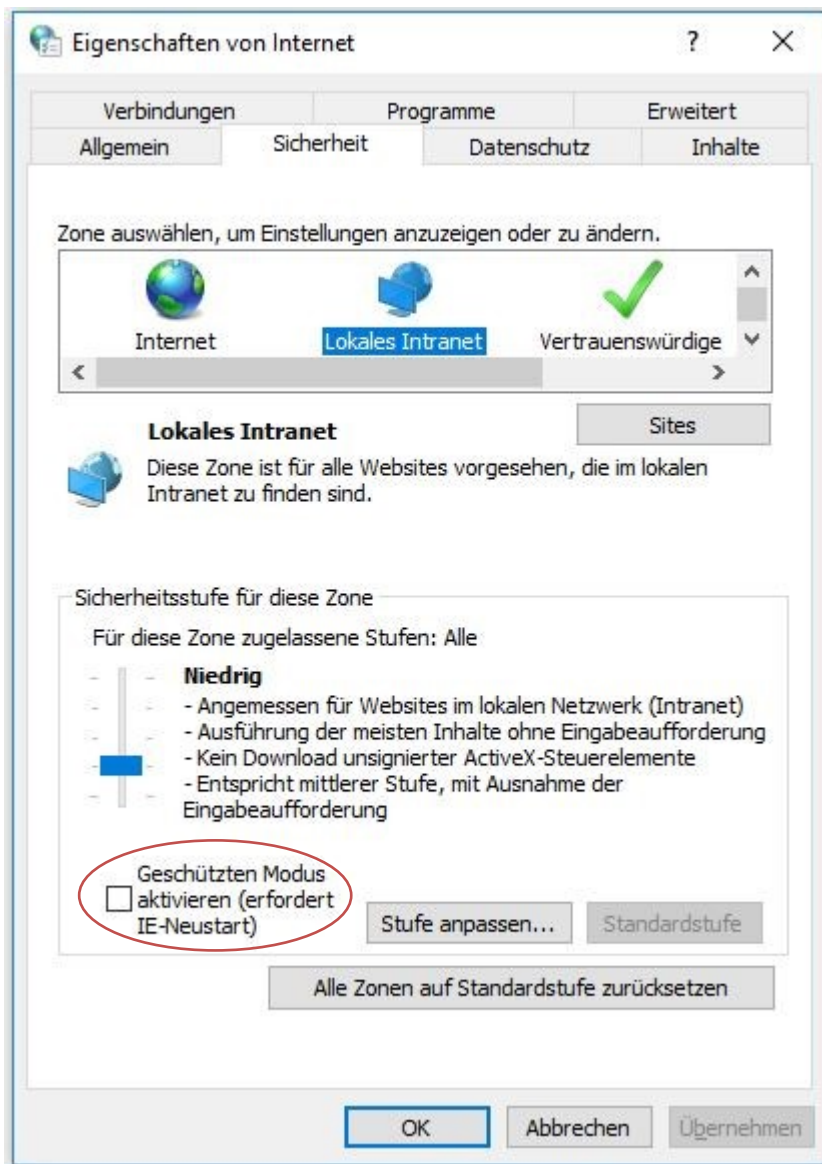 Eigenschaften von Internet
?
Verbindungen
Programme
Erweitert
Allgemein
Sicherheit
Datenschutz
Inhalte
Zone auswählen, um Einstellungen anzuzeigen oder zu ändern.
Internet
Lokales Intranet
Vertrauenswürdige
Lokales Intranet
Sites
Diese Zone ist für alle Websites vorgesehen, die im lokalen
Intranet zu finden sind.
Sicherheitsstufe für diese Zone
Für diese Zone zugelassene Stufen: Alle
Niedrig
- Angemessen für Websites im lokalen Netzwerk (Intranet)
- Ausführung der meisten Inhalte ohne Eingabeaufforderung
- Kein Download unsignierter ActiveX-Steuerelemente
- Entspricht mittlerer Stufe, mit Ausnahme der
Eingabeaufforderung
Geschützten Modus
aktivieren (erfordert
IE-Neustart)
Stufe anpassen...
Standardstufe
Alle Zonen auf Standardstufe zurücksetzen
OK
Abbrechen
Übernehmen